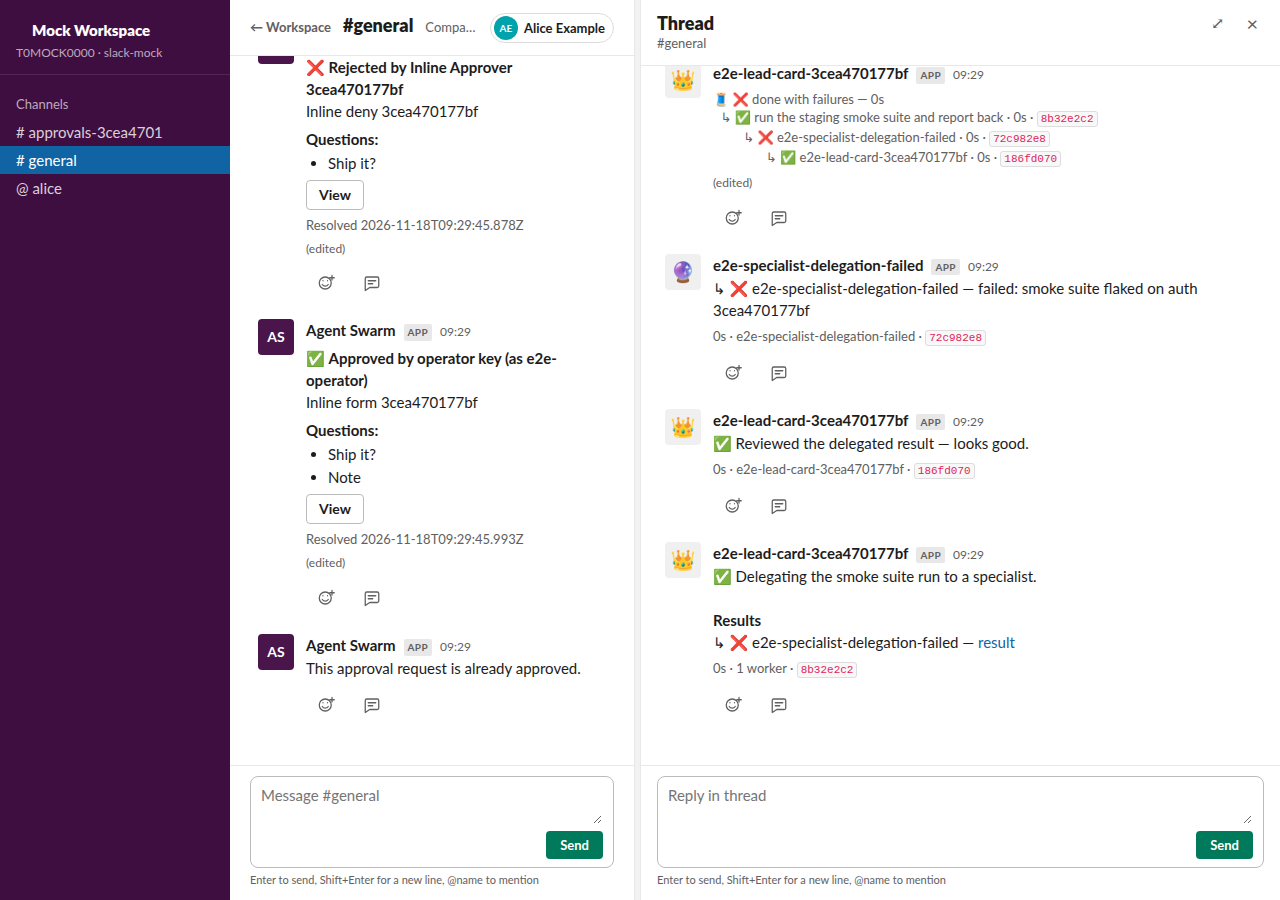 Mock Workspace
T0MOCK0000 · slack-mock
Channels
# approvals-3cea4701
# general
@ alice
← Workspace
#general
Compa...
AE
Alice Example
❌ Rejected by Inline Approver
3cea470177bf
Inline deny 3cea470177bf
Questions:
• Ship it?
View
Resolved 2026-11-18T09:29:45.878Z
(edited)
AS
Agent Swarm APP 09:29
✅ Approved by operator key (as e2e-
operator)
Inline form 3cea470177bf
Questions:
• Ship it?
• Note
View
Resolved 2026-11-18T09:29:45.993Z
(edited)
AS
Agent Swarm APP 09:29
This approval request is already approved.
Message #general
Send
Enter to send, Shift+Enter for a new line, @name to mention
Thread
#general
e2e-lead-card-3cea470177bf APP 09:29
🧵 ❌ done with failures — 0s
↳ ✅ run the staging smoke suite and report back · 0s · 8b32e2c2
↳ ❌ e2e-specialist-delegation-failed · 0s · 72c982e8
↳ ✅ e2e-lead-card-3cea470177bf · 0s · 186fd070
(edited)
e2e-specialist-delegation-failed APP 09:29
↳ ❌ e2e-specialist-delegation-failed — failed: smoke suite flaked on auth
3cea470177bf
0s · e2e-specialist-delegation-failed · 72c982e8
e2e-lead-card-3cea470177bf APP 09:29
✅ Reviewed the delegated result — looks good.
0s · e2e-lead-card-3cea470177bf · 186fd070
e2e-lead-card-3cea470177bf APP 09:29
✅ Delegating the smoke suite run to a specialist.
Results
↳ ❌ e2e-specialist-delegation-failed — result
0s · 1 worker · 8b32e2c2
Reply in thread
Send
Enter to send, Shift+Enter for a new line, @name to mention